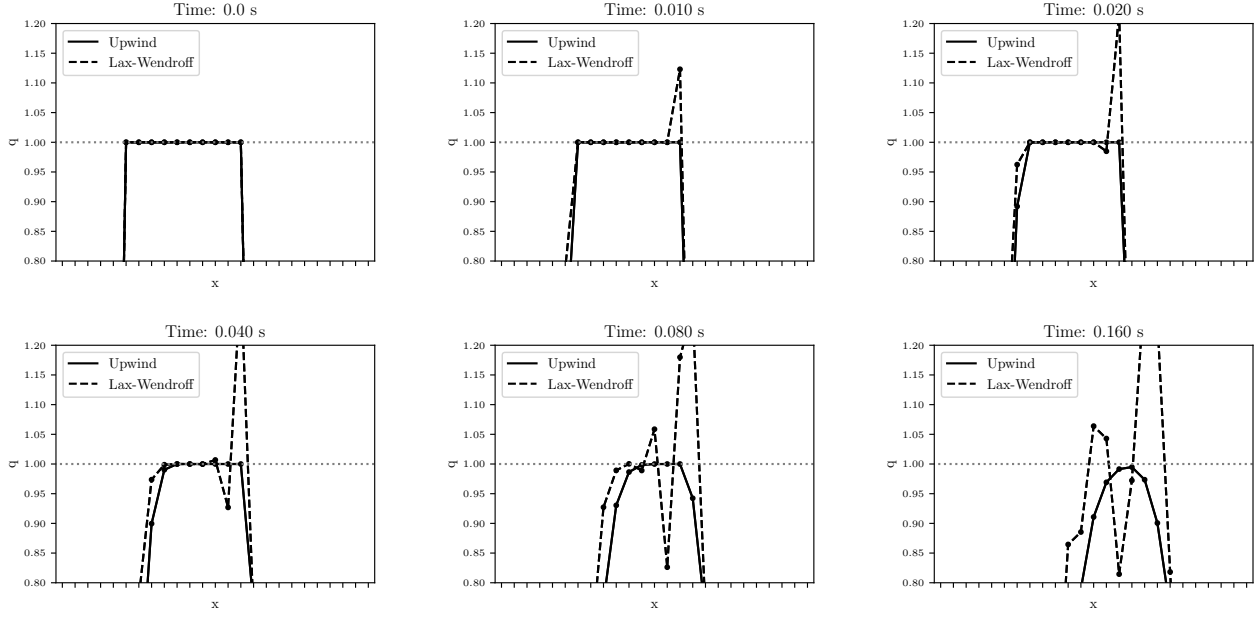 Time: 0.0 s
1.20
1.15
1.10
1.05
1.00
0.95
0.90
0.85
0.80
q
x
Upwind
Lax-Wendroff
Time: 0.010 s
1.20
1.15
1.10
1.05
1.00
0.95
0.90
0.85
0.80
q
x
Upwind
Lax-Wendroff
Time: 0.020 s
1.20
1.15
1.10
1.05
1.00
0.95
0.90
0.85
0.80
q
x
Upwind
Lax-Wendroff
Time: 0.040 s
1.20
1.15
1.10
1.05
1.00
0.95
0.90
0.85
0.80
q
x
Upwind
Lax-Wendroff
Time: 0.080 s
1.20
1.15
1.10
1.05
1.00
0.95
0.90
0.85
0.80
q
x
Upwind
Lax-Wendroff
Time: 0.160 s
1.20
1.15
1.10
1.05
1.00
0.95
0.90
0.85
0.80
q
x
Upwind
Lax-Wendroff